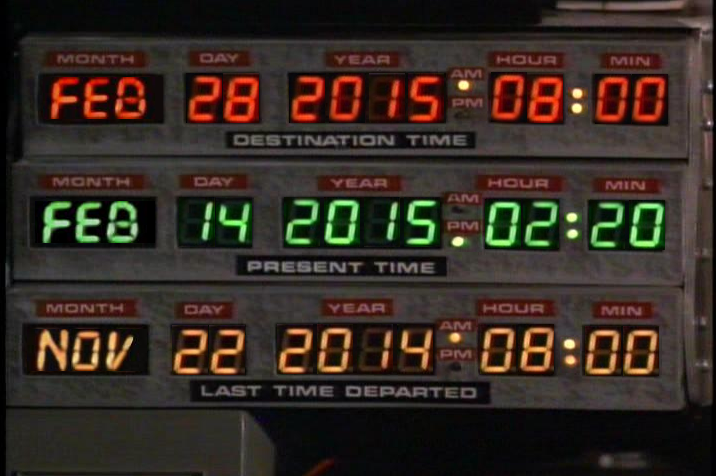 MONTH DAY YEAR HOUR MIN
AM
FEB 28 2015 08:00
PM
DESTINATION TIME
MONTH DAY YEAR HOUR MIN
AM
FEB 14 2015 02:20
PM
PRESENT TIME
MONTH DAY YEAR HOUR MIN
AM
NOV 22 2014 08:00
PM
LAST TIME DEPARTED